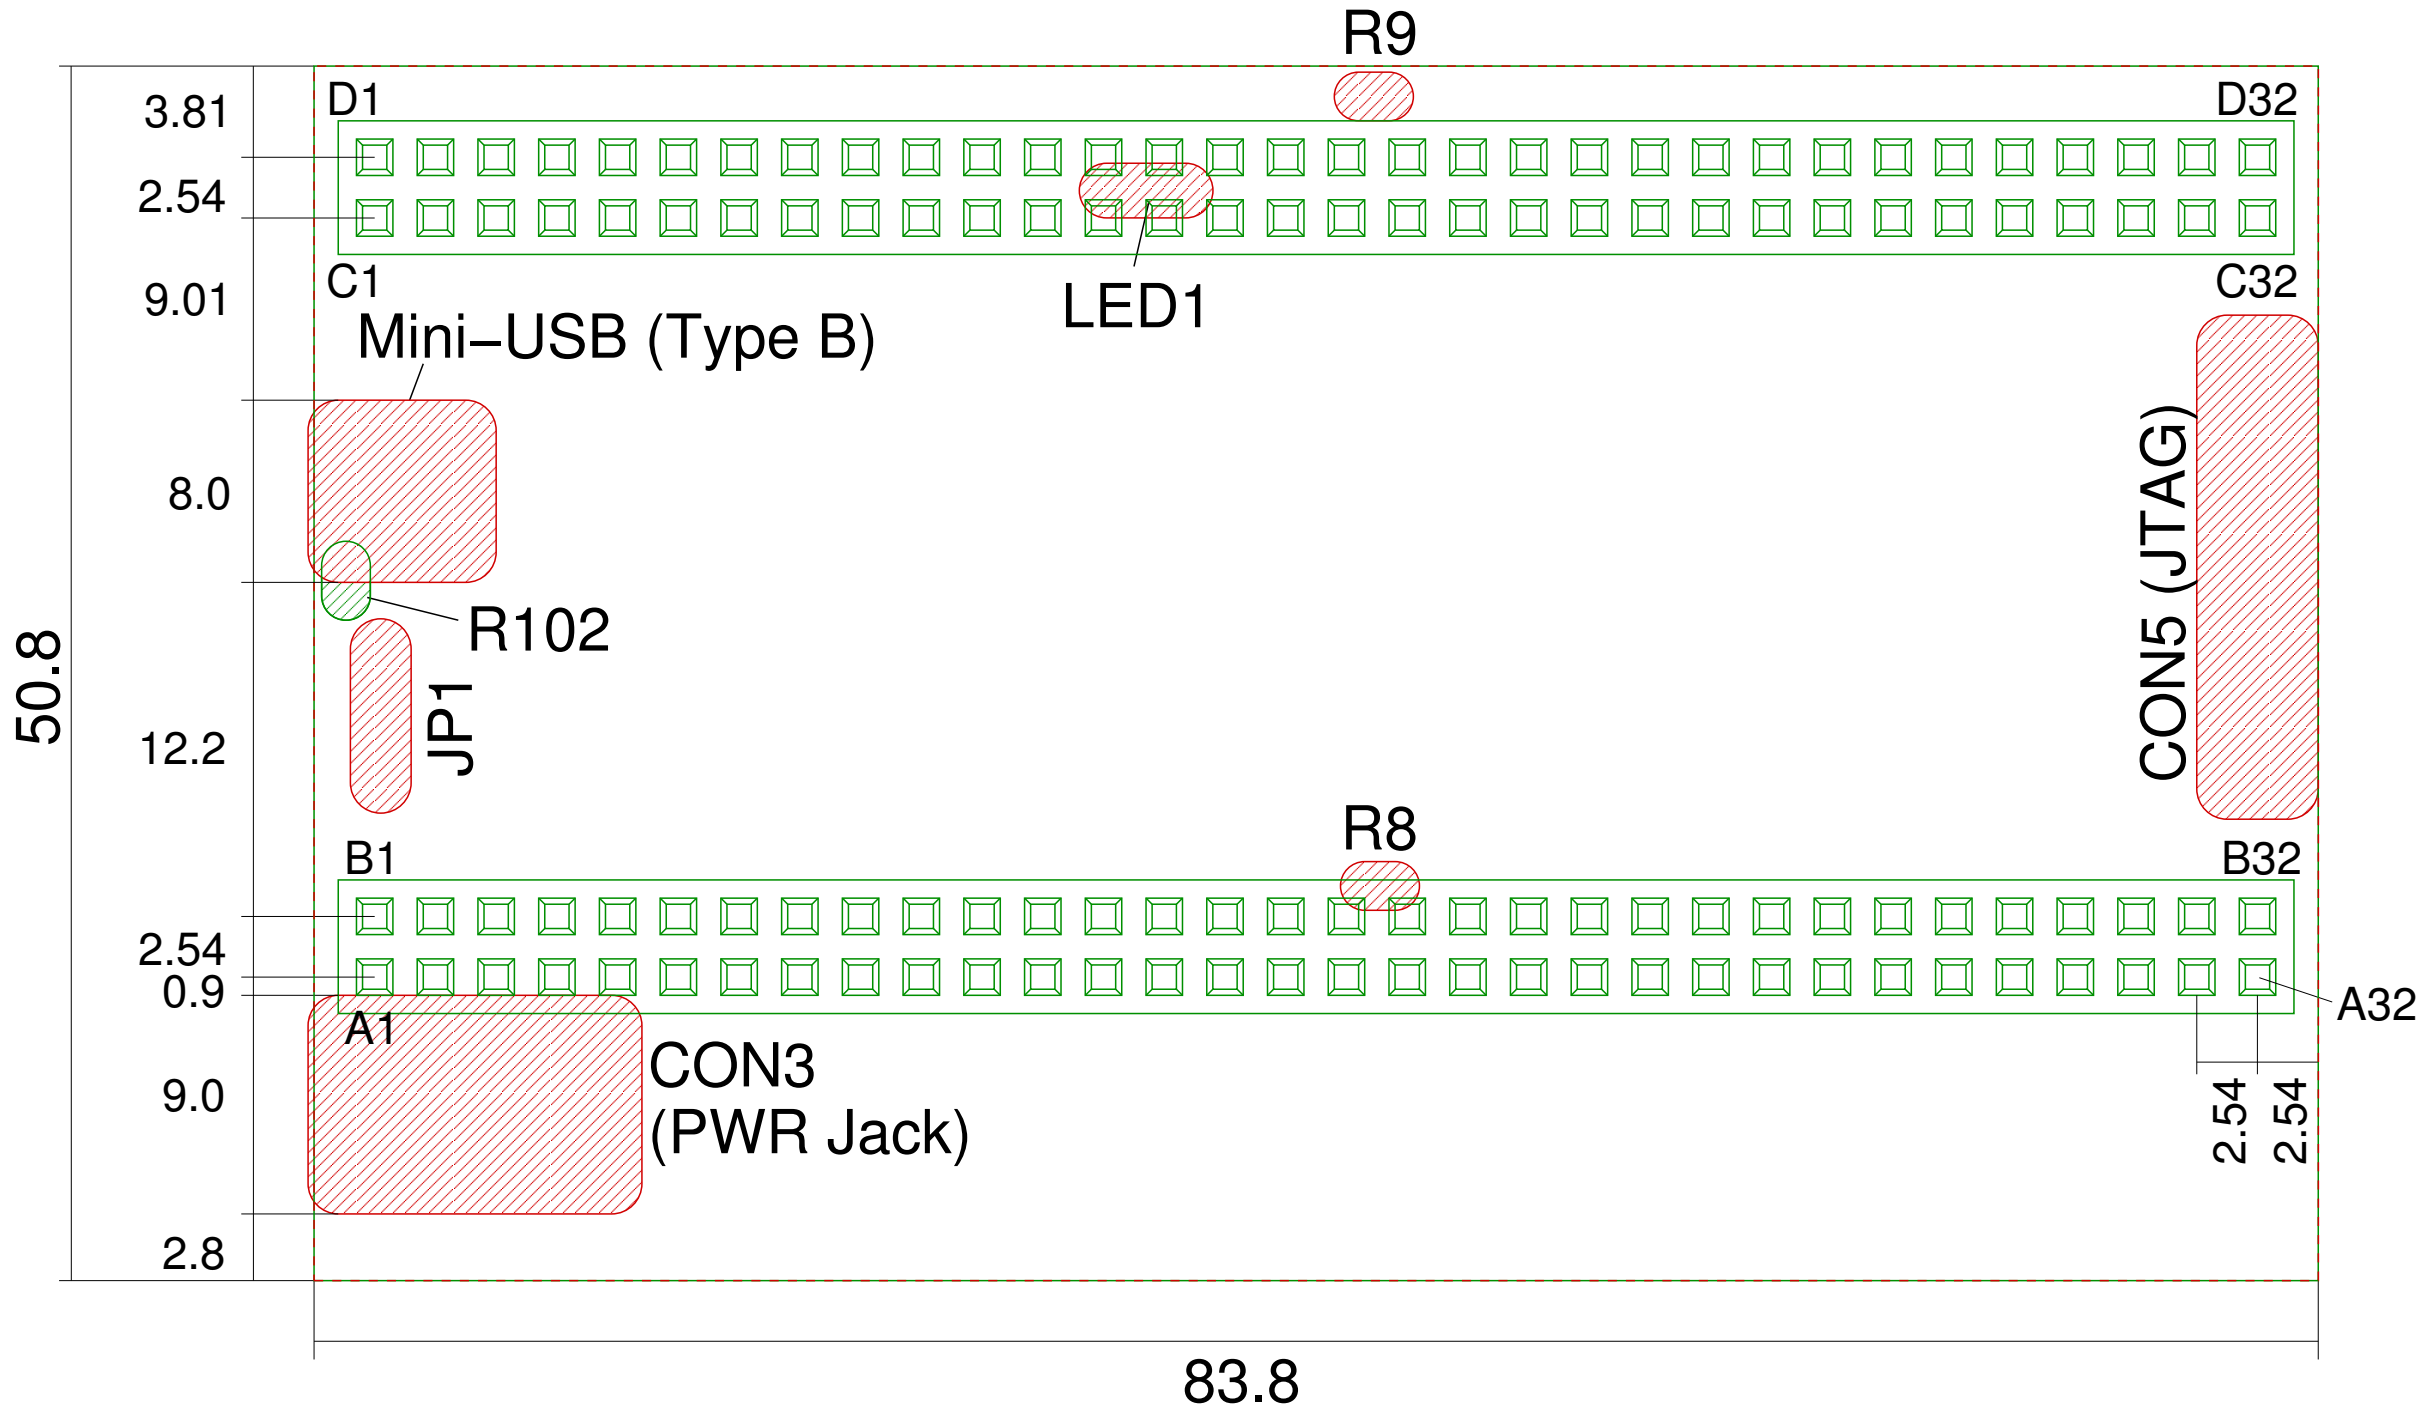 R9
3.81
D1
D32
2.54
9.01
C1
C32
LED1
Mini−USB (Type B)
8.0
CON5 (JTAG)
R102
50.8
JP1
12.2
R8
B1
B32
2.54
0.9
A32
A1
CON3
(PWR Jack)
9.0
2.54
2.54
2.8
83.8